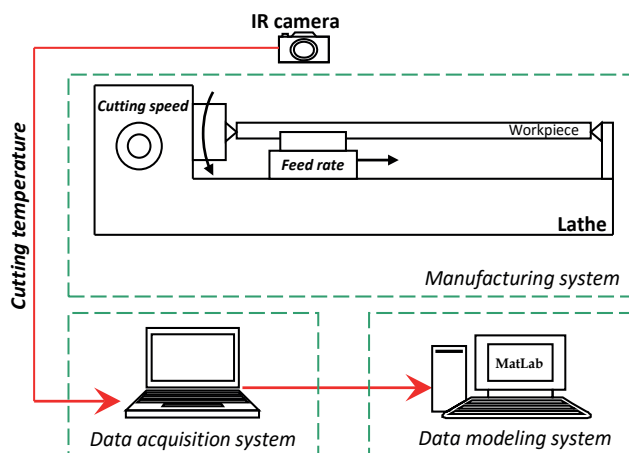 IR camera
Cutting speed
Workpiece
Feed rate
Lathe
Cutting temperature
Manufacturing system
MatLab
Data acquisition system
Data modeling system